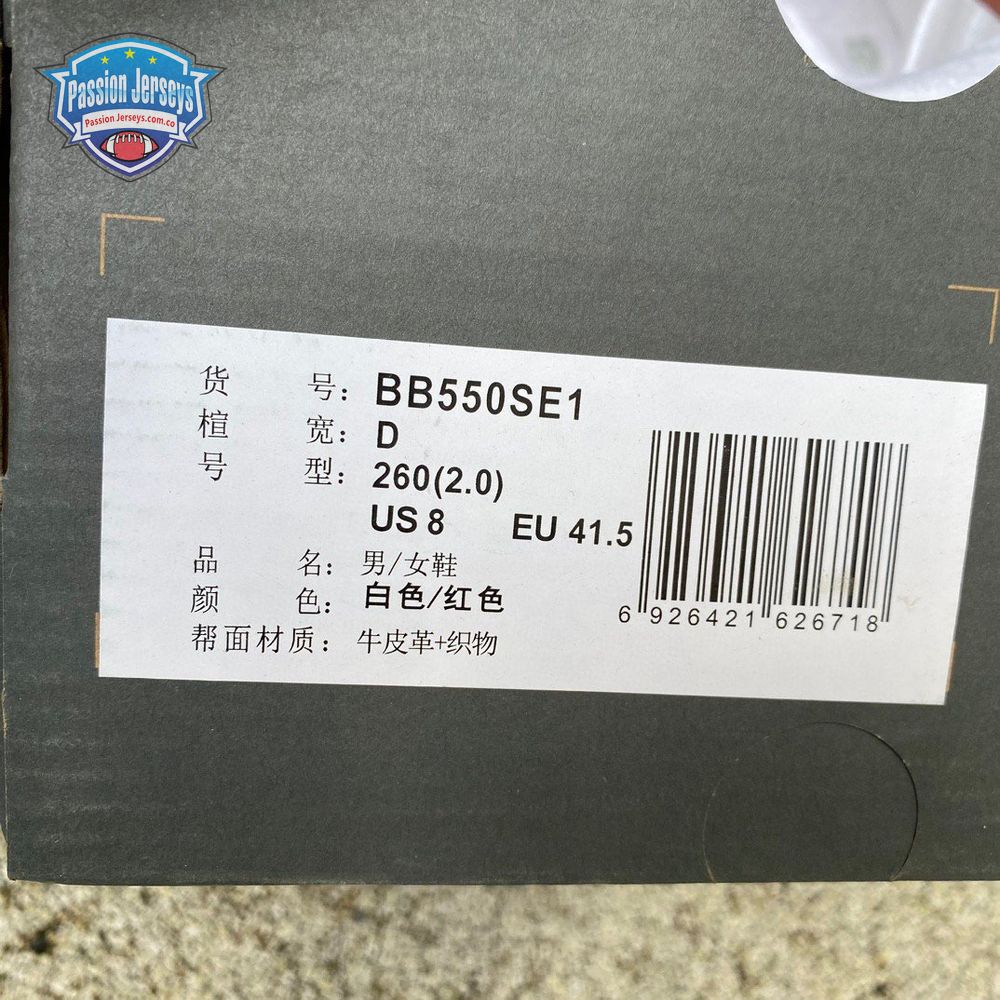 Passion Jerseys
Passion Jerseys.com.co
货 号: BB550SE1
楦 宽: D
号 型: 260(2.0)
US 8 EU 41.5
品 名: 男/女鞋
颜 色: 白色/红色
帮面材质: 牛皮革+织物
6 926421 626718